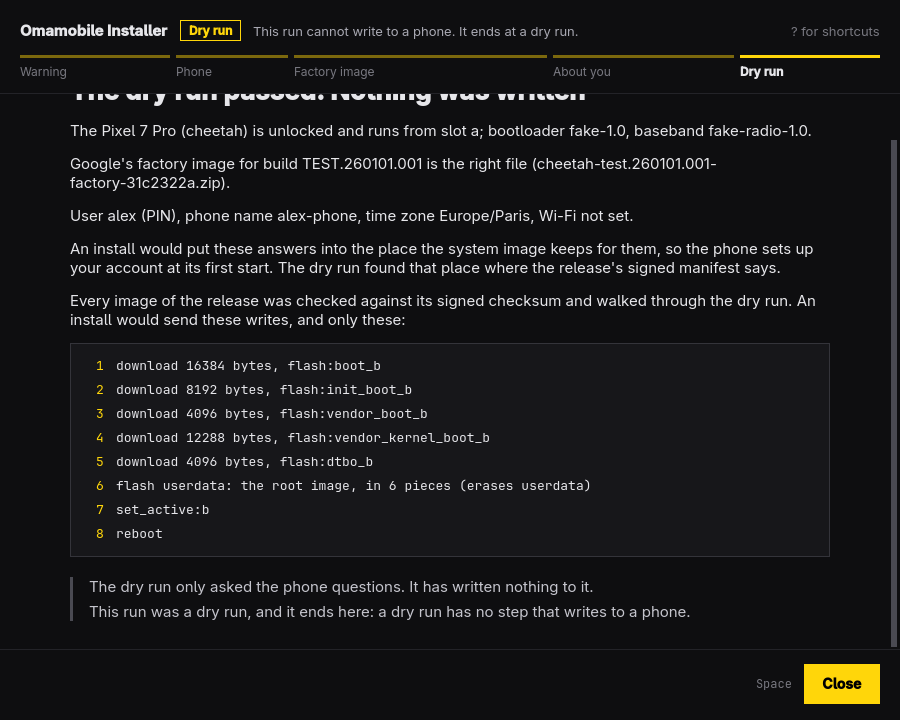 Omamobile Installer
Dry run
This run cannot write to a phone. It ends at a dry run.
? for shortcuts
Warning
Phone
Factory image
About you
Dry run
The dry run passed. Nothing was written
The Pixel 7 Pro (cheetah) is unlocked and runs from slot a; bootloader fake-1.0, baseband fake-radio-1.0.
Google's factory image for build TEST.260101.001 is the right file (cheetah-test.260101.001-
factory-31c2322a.zip).
User alex (PIN), phone name alex-phone, time zone Europe/Paris, Wi-Fi not set.
An install would put these answers into the place the system image keeps for them, so the phone sets up
your account at its first start. The dry run found that place where the release's signed manifest says.
Every image of the release was checked against its signed checksum and walked through the dry run. An
install would send these writes, and only these:
1 download 16384 bytes, flash:boot_b
2 download 8192 bytes, flash:init_boot_b
3 download 4096 bytes, flash:vendor_boot_b
4 download 12288 bytes, flash:vendor_kernel_boot_b
5 download 4096 bytes, flash:dtbo_b
6 flash userdata: the root image, in 6 pieces (erases userdata)
7 set_active:b
8 reboot
The dry run only asked the phone questions. It has written nothing to it.
This run was a dry run, and it ends here: a dry run has no step that writes to a phone.
Space
Close